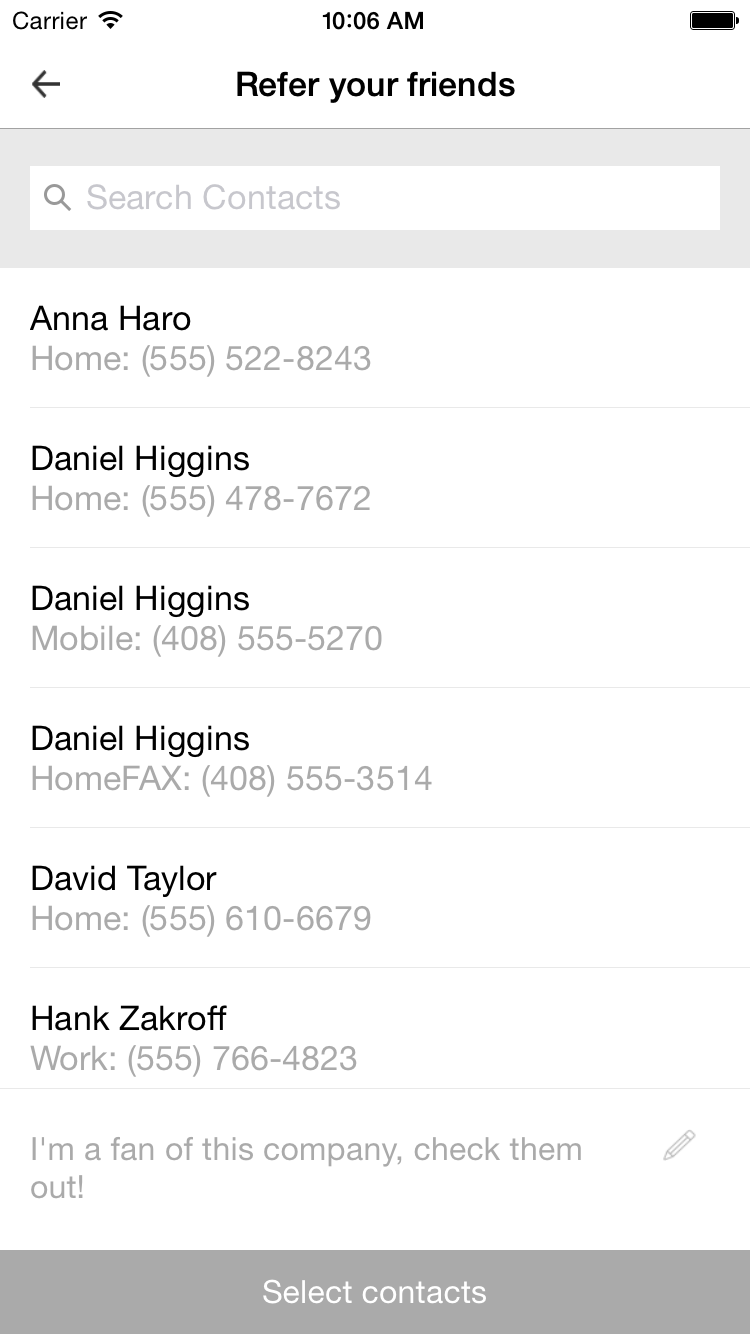 Carrier 10:06 AM
Refer your friends
Search Contacts
Anna Haro
Home: (555) 522-8243
Daniel Higgins
Home: (555) 478-7672
Daniel Higgins
Mobile: (408) 555-5270
Daniel Higgins
HomeFAX: (408) 555-3514
David Taylor
Home: (555) 610-6679
Hank Zakroff
Work: (555) 766-4823
I'm a fan of this company, check them
out!
Select contacts